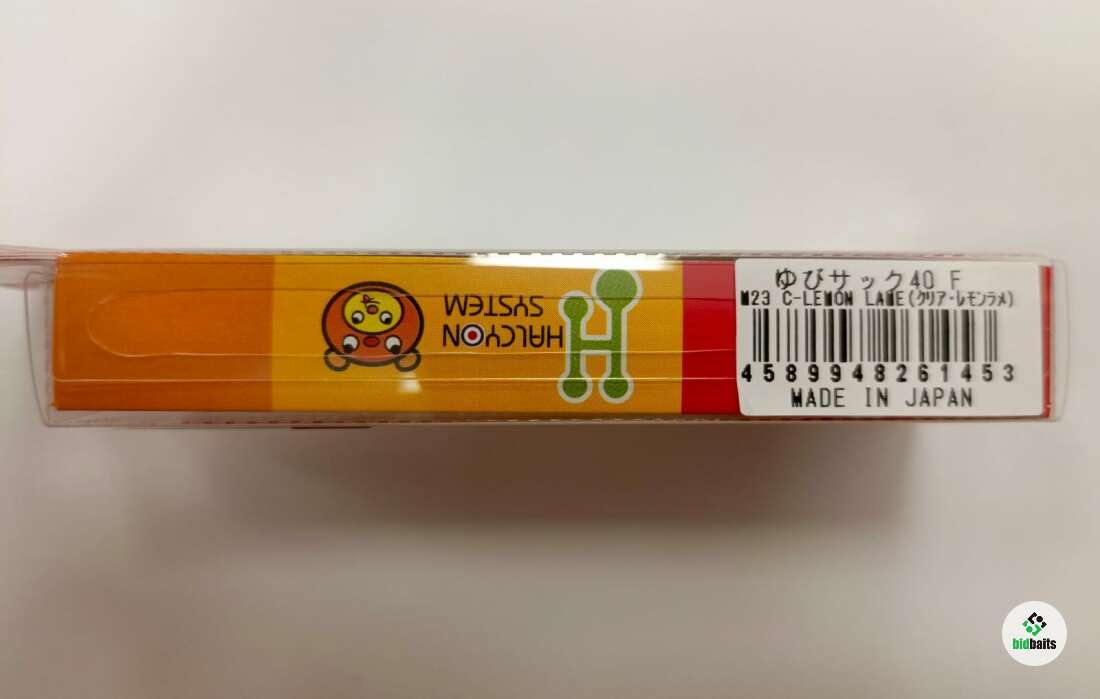 HALCYON
SYSTEM
ゆびサック40 F
M23 C-LEMON LAME(クリア・レモンラメ)
4589948261453
MADE IN JAPAN
bidbaits